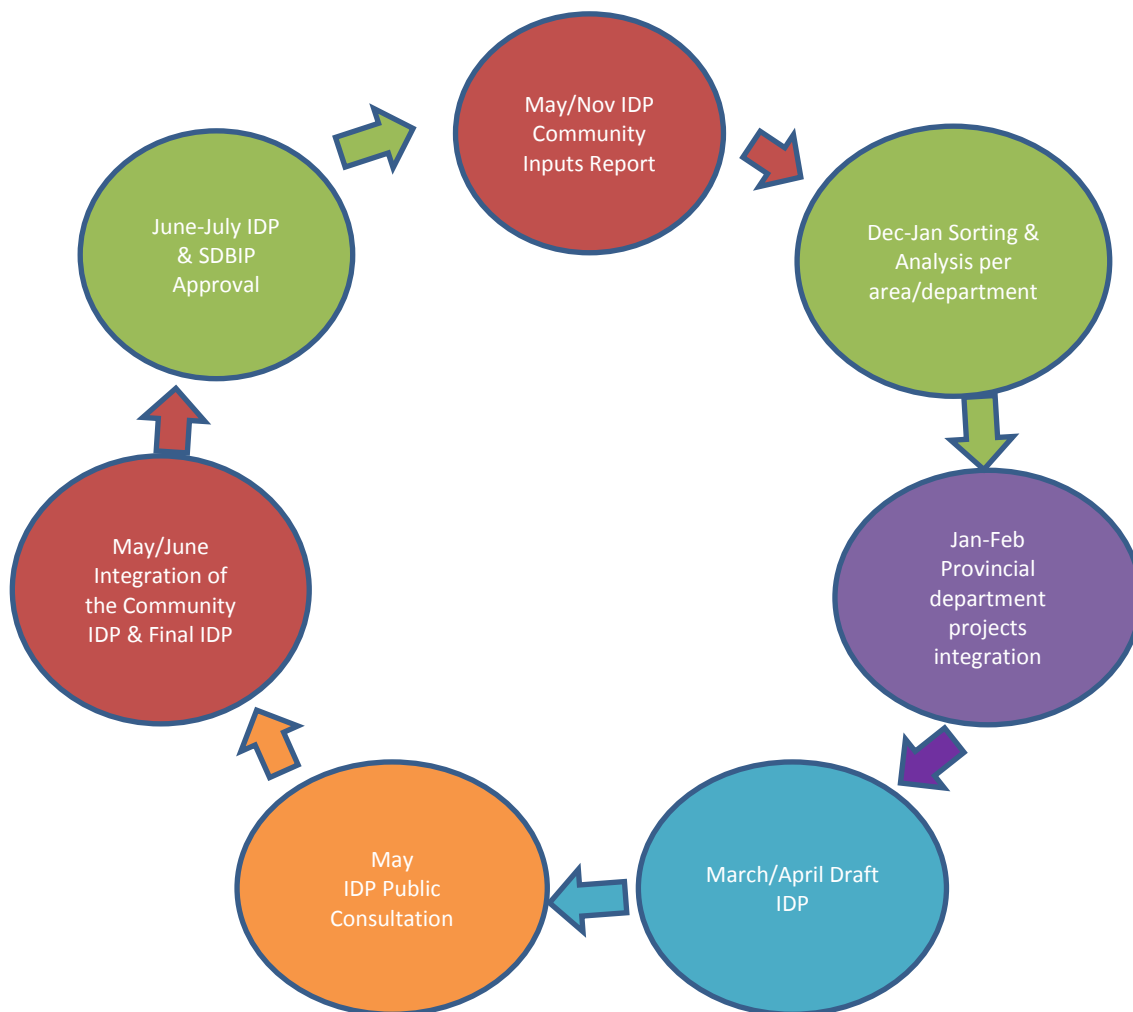 May/Nov IDP
Community
Inputs Report
Dec-Jan Sorting &
Analysis per
area/department
Jan-Feb
Provincial
department
projects
integration
March/April Draft
IDP
May
IDP Public
Consultation
May/June
Integration of
the Community
IDP & Final IDP
June-July IDP
& SDBIP
Approval